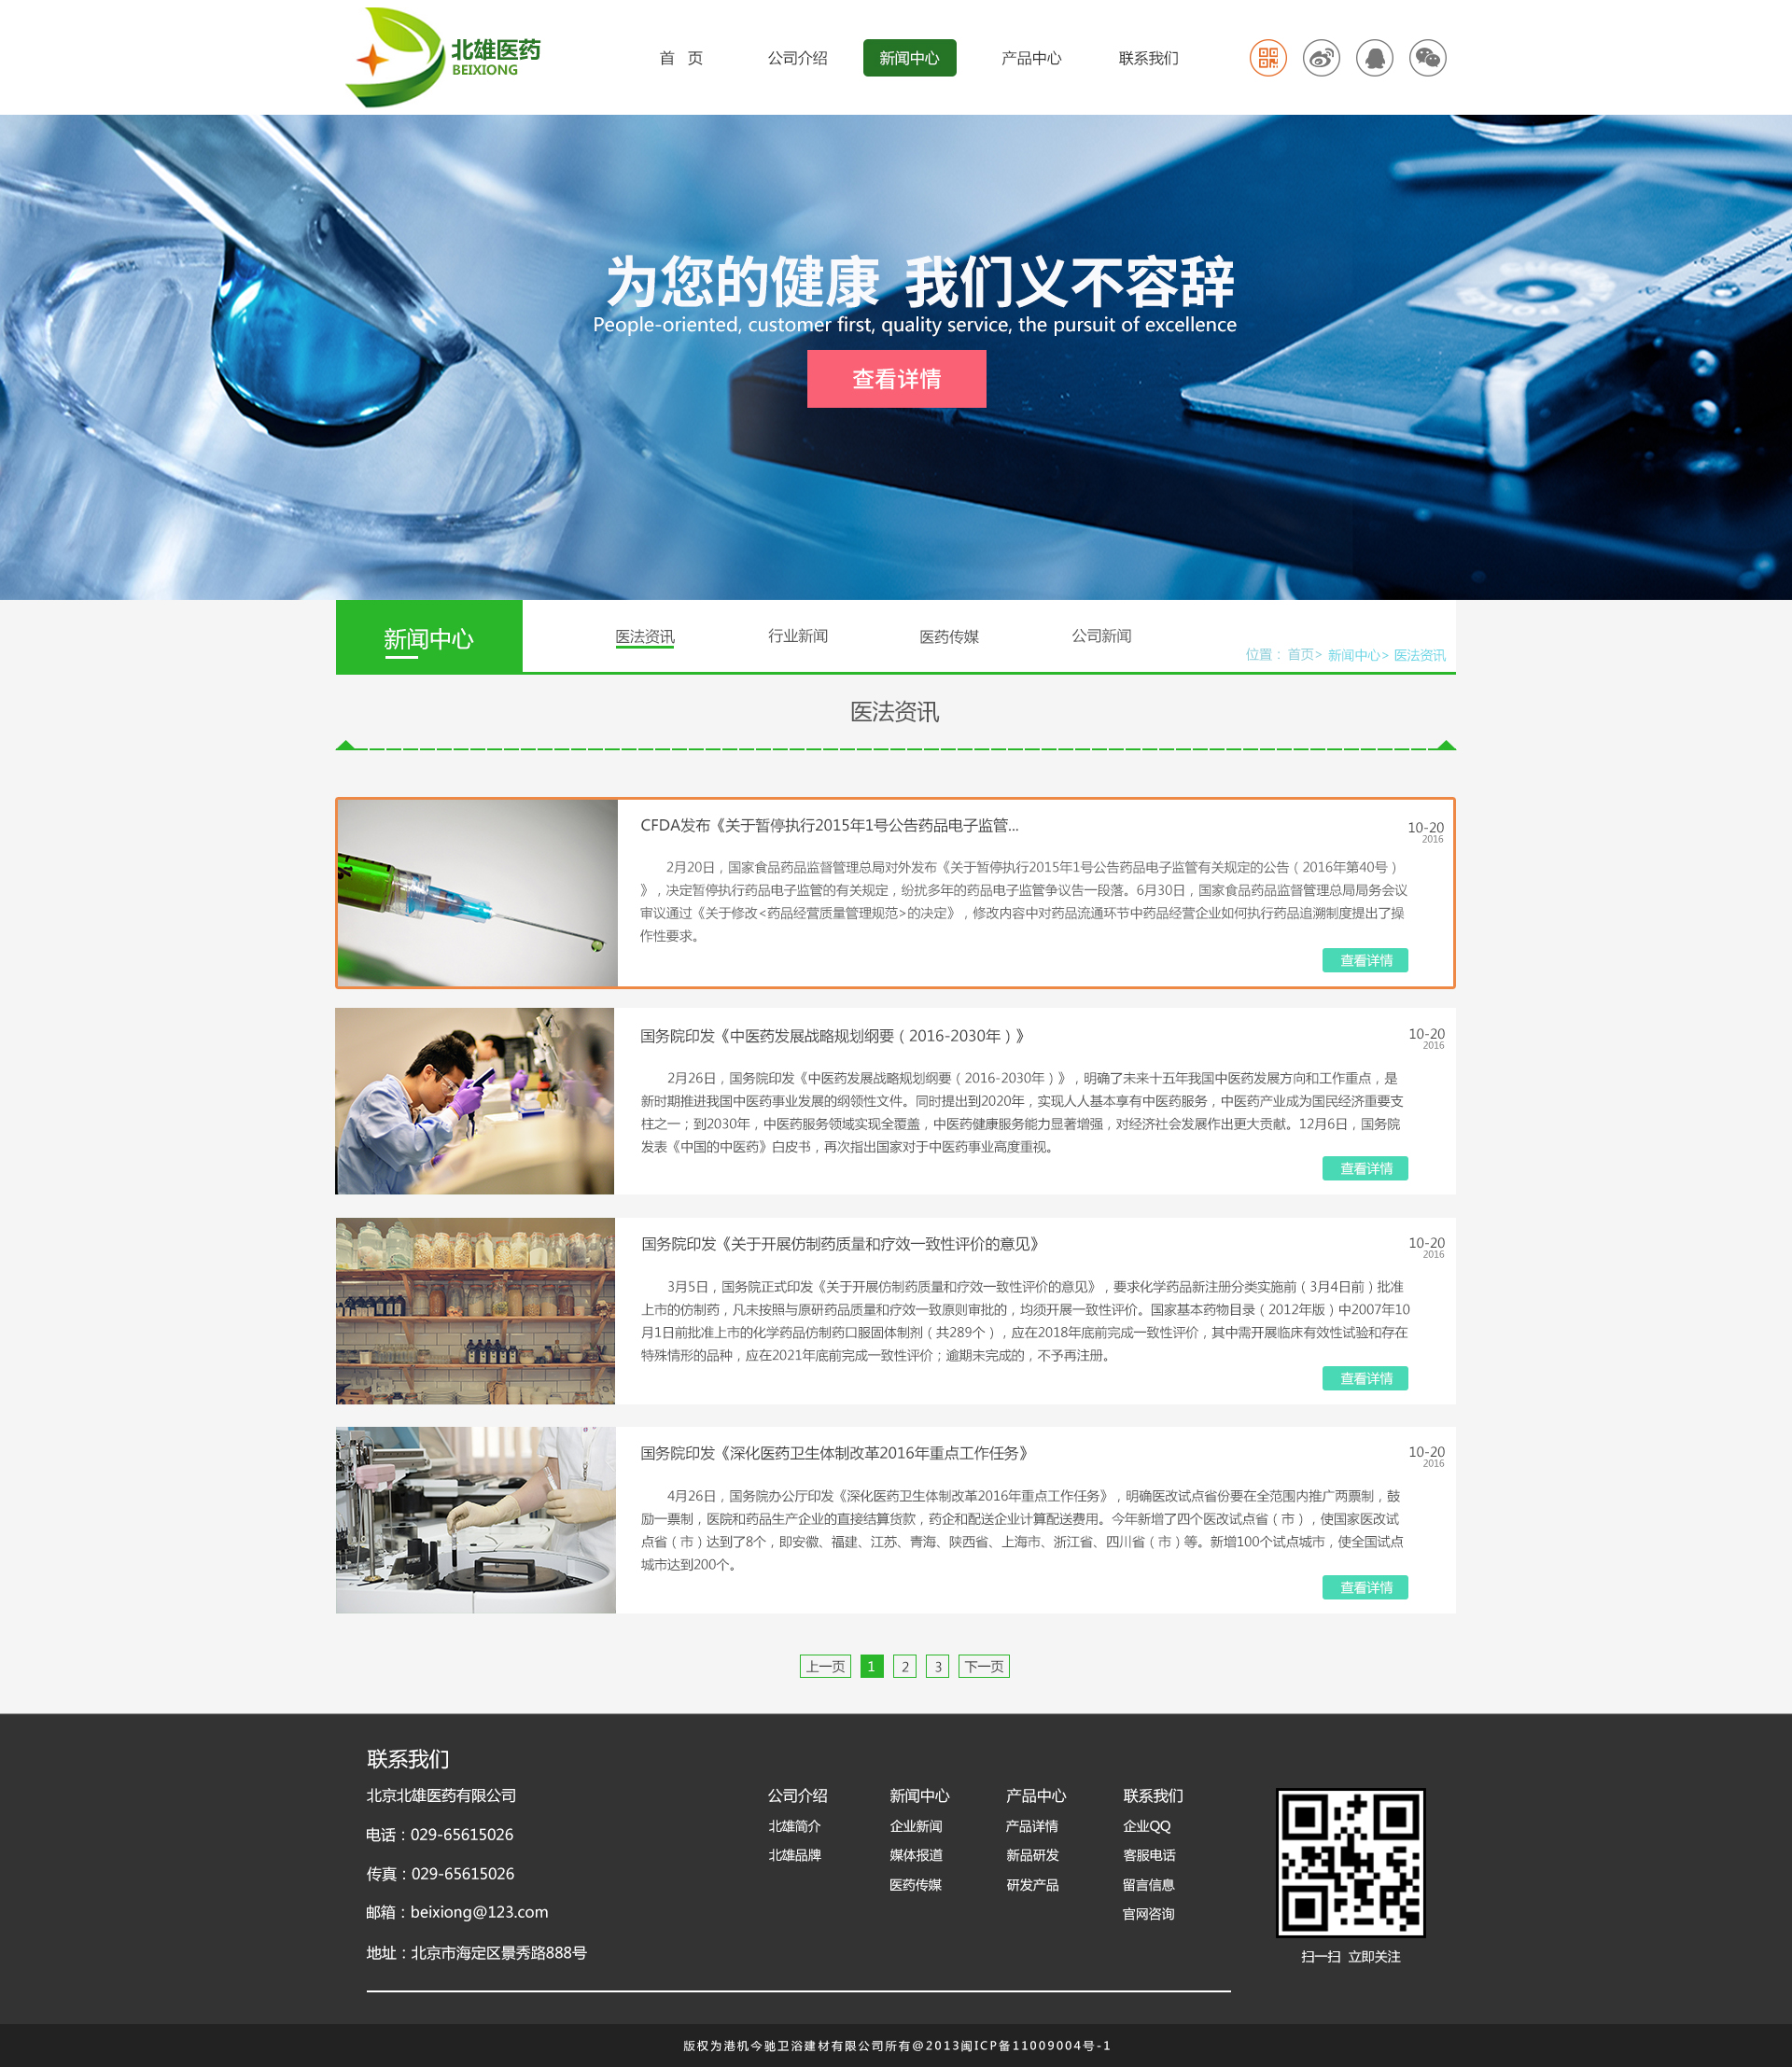 北雄医药
BEIXIONG
首 页
公司介绍
新闻中心
产品中心
联系我们
为您的健康 我们义不容辞
People-oriented, customer first, quality service, the pursuit of excellence
查看详情
新闻中心
医法资讯
行业新闻
医药传媒
公司新闻
位置： 首页> 新闻中心> 医法资讯
医法资讯
CFDA发布《关于暂停执行2015年1号公告药品电子监管...
10-20
2016
2月20日，国家食品药品监督管理总局对外发布《关于暂停执行2015年1号公告药品电子监管有关规定的公告（2016年第40号）
》，决定暂停执行药品电子监管的有关规定，纷扰多年的药品电子监管争议告一段落。6月30日，国家食品药品监督管理总局局务会议
审议通过《关于修改<药品经营质量管理规范>的决定》，修改内容中对药品流通环节中药品经营企业如何执行药品追溯制度提出了操
作性要求。
查看详情
国务院印发《中医药发展战略规划纲要（2016-2030年）》
10-20
2016
2月26日，国务院印发《中医药发展战略规划纲要（2016-2030年）》，明确了未来十五年我国中医药发展方向和工作重点，是
新时期推进我国中医药事业发展的纲领性文件。同时提出到2020年，实现人人基本享有中医药服务，中医药产业成为国民经济重要支
柱之一；到2030年，中医药服务领域实现全覆盖，中医药健康服务能力显著增强，对经济社会发展作出更大贡献。12月6日，国务院
发表《中国的中医药》白皮书，再次指出国家对于中医药事业高度重视。
查看详情
国务院印发《关于开展仿制药质量和疗效一致性评价的意见》
10-20
2016
3月5日，国务院正式印发《关于开展仿制药质量和疗效一致性评价的意见》，要求化学药品新注册分类实施前（3月4日前）批准
上市的仿制药，凡未按照与原研药品质量和疗效一致原则审批的，均须开展一致性评价。国家基本药物目录（2012年版）中2007年10
月1日前批准上市的化学药品仿制药口服固体制剂（共289个），应在2018年底前完成一致性评价，其中需开展临床有效性试验和存在
特殊情形的品种，应在2021年底前完成一致性评价；逾期未完成的，不予再注册。
查看详情
国务院印发《深化医药卫生体制改革2016年重点工作任务》
10-20
2016
4月26日，国务院办公厅印发《深化医药卫生体制改革2016年重点工作任务》，明确医改试点省份要在全范围内推广两票制，鼓
励一票制，医院和药品生产企业的直接结算货款，药企和配送企业计算配送费用。今年新增了四个医改试点省（市），使国家医改试
点省（市）达到了8个，即安徽、福建、江苏、青海、陕西省、上海市、浙江省、四川省（市）等。新增100个试点城市，使全国试点
城市达到200个。
查看详情
上一页 1 2 3 下一页
联系我们
北京北雄医药有限公司
电话：029-65615026
传真：029-65615026
邮箱：beixiong@123.com
地址：北京市海定区景秀路888号
公司介绍
北雄简介
北雄品牌
新闻中心
企业新闻
媒体报道
医药传媒
产品中心
产品详情
新品研发
研发产品
联系我们
企业QQ
客服电话
留言信息
官网咨询
扫一扫 立即关注
版权为港机今驰卫浴建材有限公司所有@2013闽ICP备11009004号-1